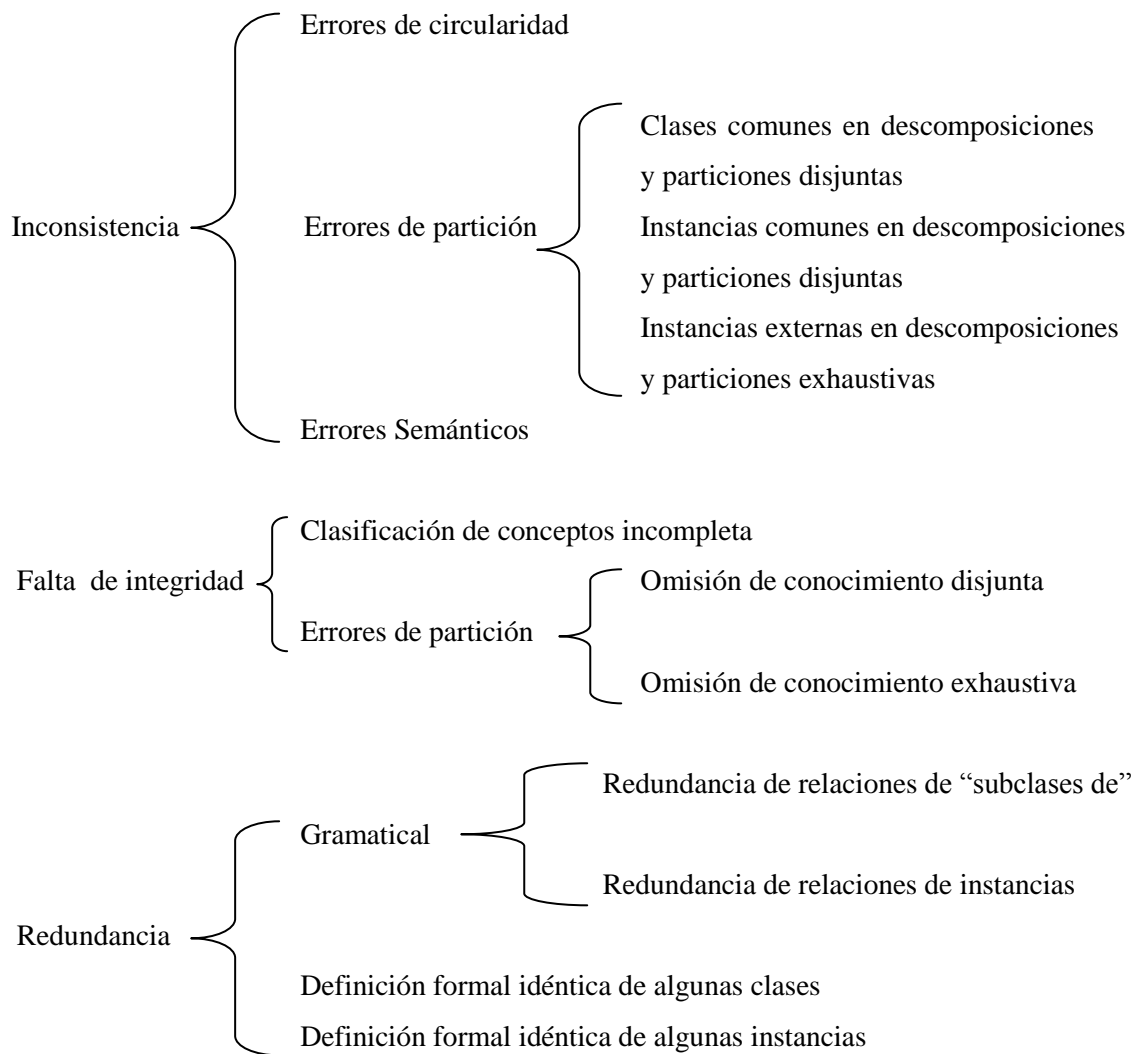 Errores de circularidad
Clases comunes en descomposiciones
y particiones disjuntas
Inconsistencia
Errores de partición
Instancias comunes en descomposiciones
y particiones disjuntas
Instancias externas en descomposiciones
y particiones exhaustivas
Errores Semánticos
Clasificación de conceptos incompleta
Falta de integridad
Omisión de conocimiento disjunta
Errores de partición
Omisión de conocimiento exhaustiva
Redundancia de relaciones de “subclases de”
Gramatical
Redundancia de relaciones de instancias
Redundancia
Definición formal idéntica de algunas clases
Definición formal idéntica de algunas instancias